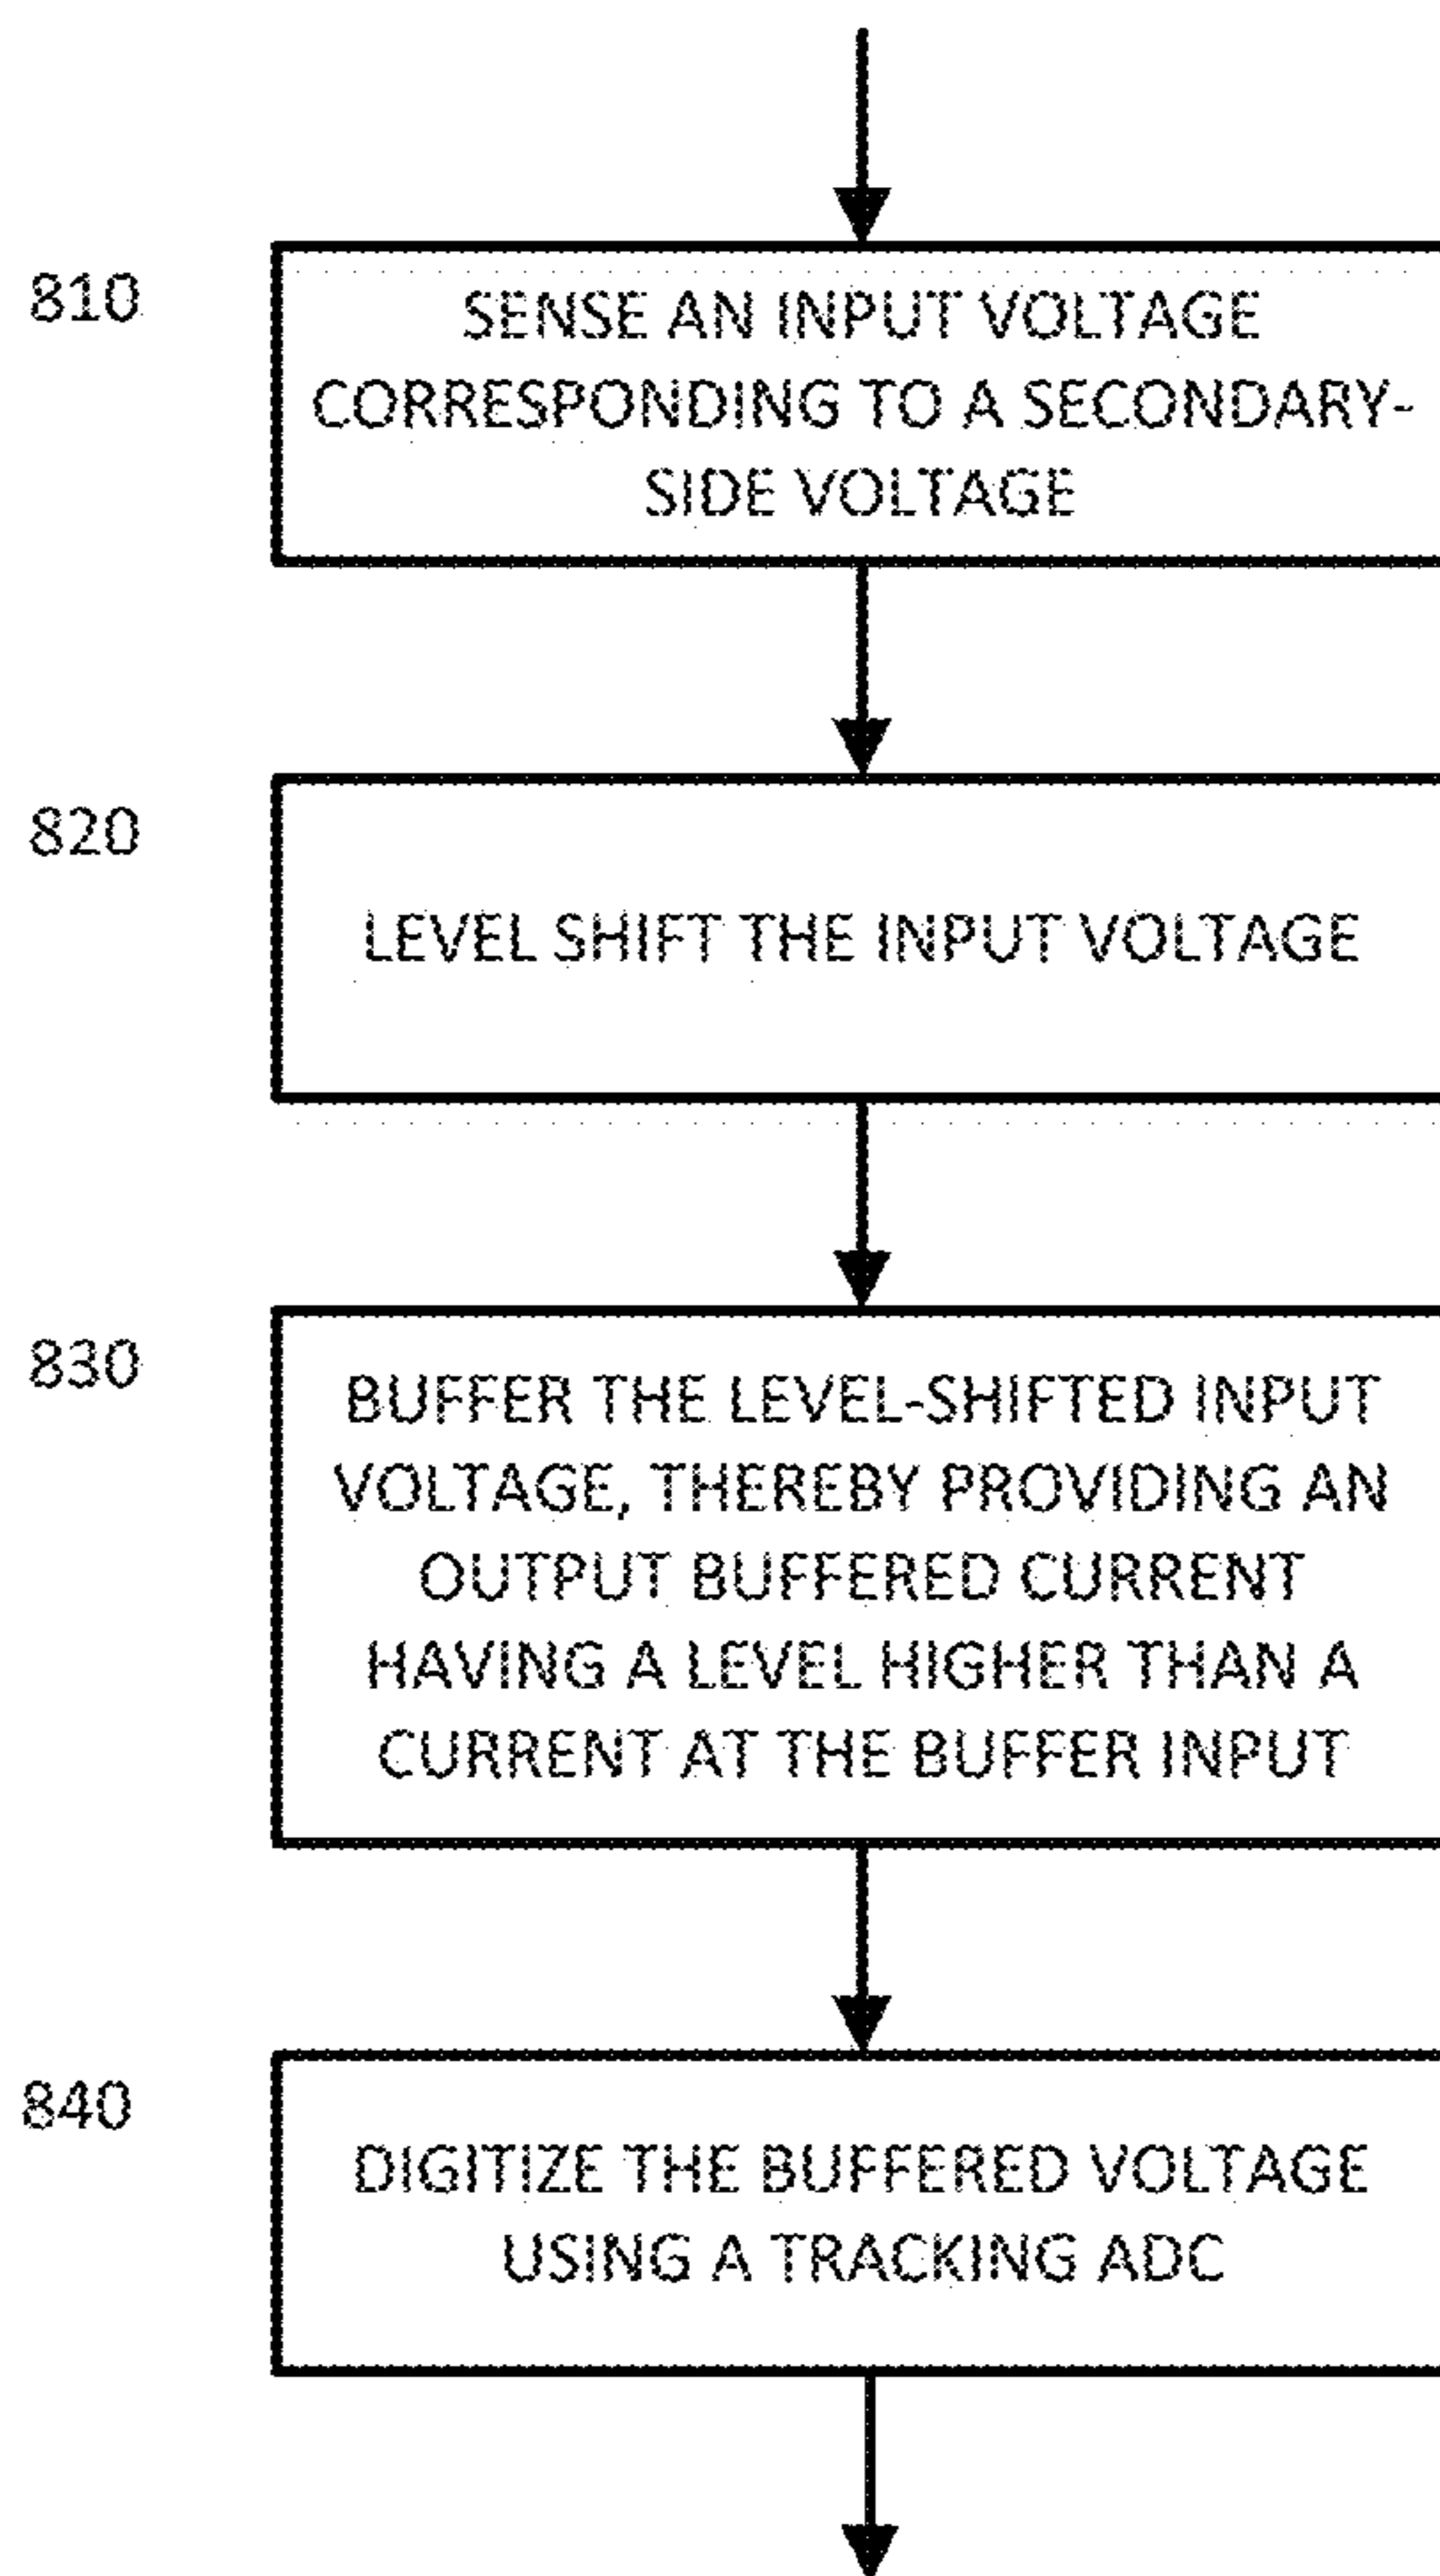 810
SENSE AN INPUT VOLTAGE
CORRESPONDING TO A SECONDARY-
SIDE VOLTAGE
820
LEVEL SHIFT THE INPUT VOLTAGE
830
BUFFER THE LEVEL-SHIFTED INPUT
VOLTAGE, THEREBY PROVIDING AN
OUTPUT BUFFERED CURRENT
HAVING A LEVEL HIGHER THAN A
CURRENT AT THE BUFFER INPUT
840
DIGITIZE THE BUFFERED VOLTAGE
USING A TRACKING ADC